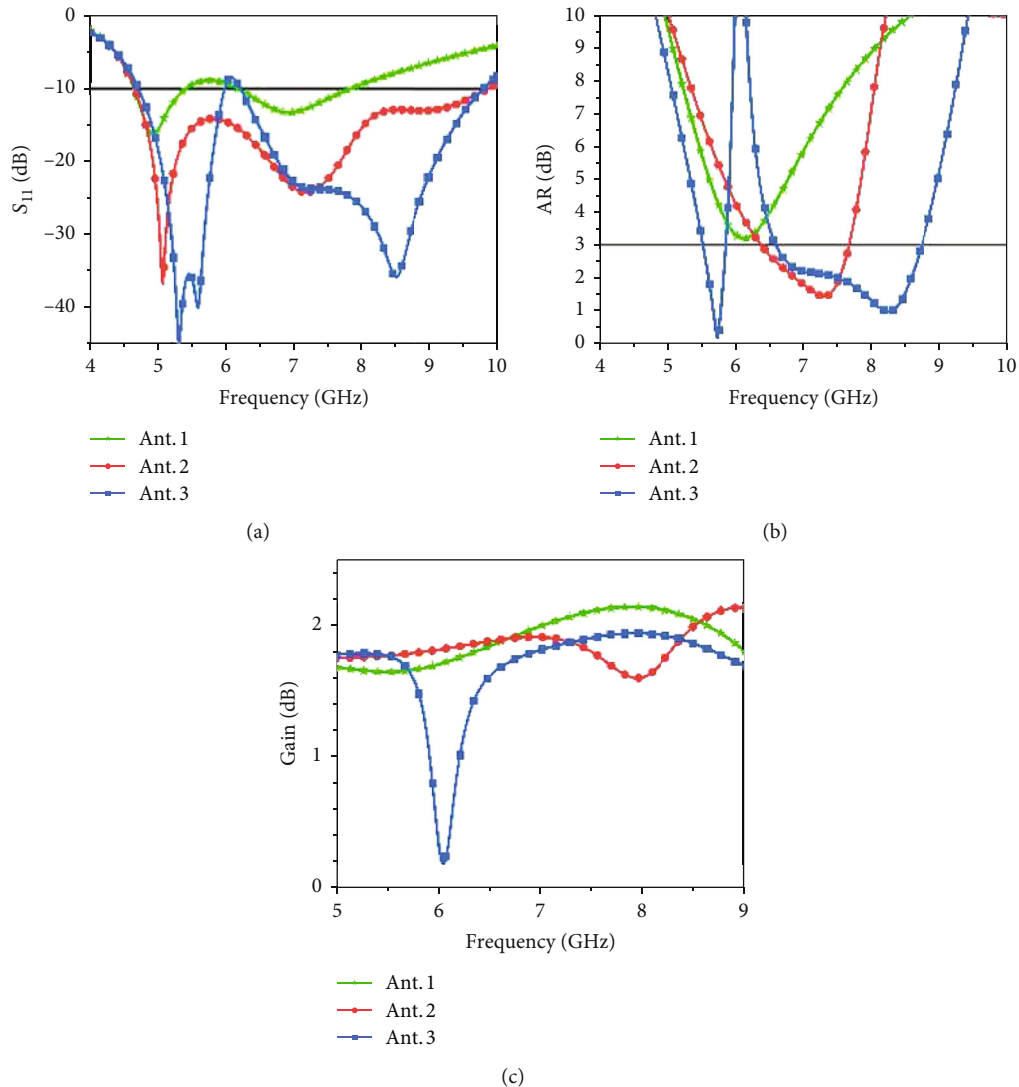 0
−10
−20
−30
−40
S11 (dB)
4 5 6 7 8 9 10
Frequency (GHz)
Ant. 1
Ant. 2
Ant. 3
(a)
10
9
8
7
6
5
4
3
2
1
0
AR (dB)
4 5 6 7 8 9 10
Frequency (GHz)
Ant. 1
Ant. 2
Ant. 3
(b)
2
1
0
Gain (dB)
5 6 7 8 9
Frequency (GHz)
Ant. 1
Ant. 2
Ant. 3
(c)